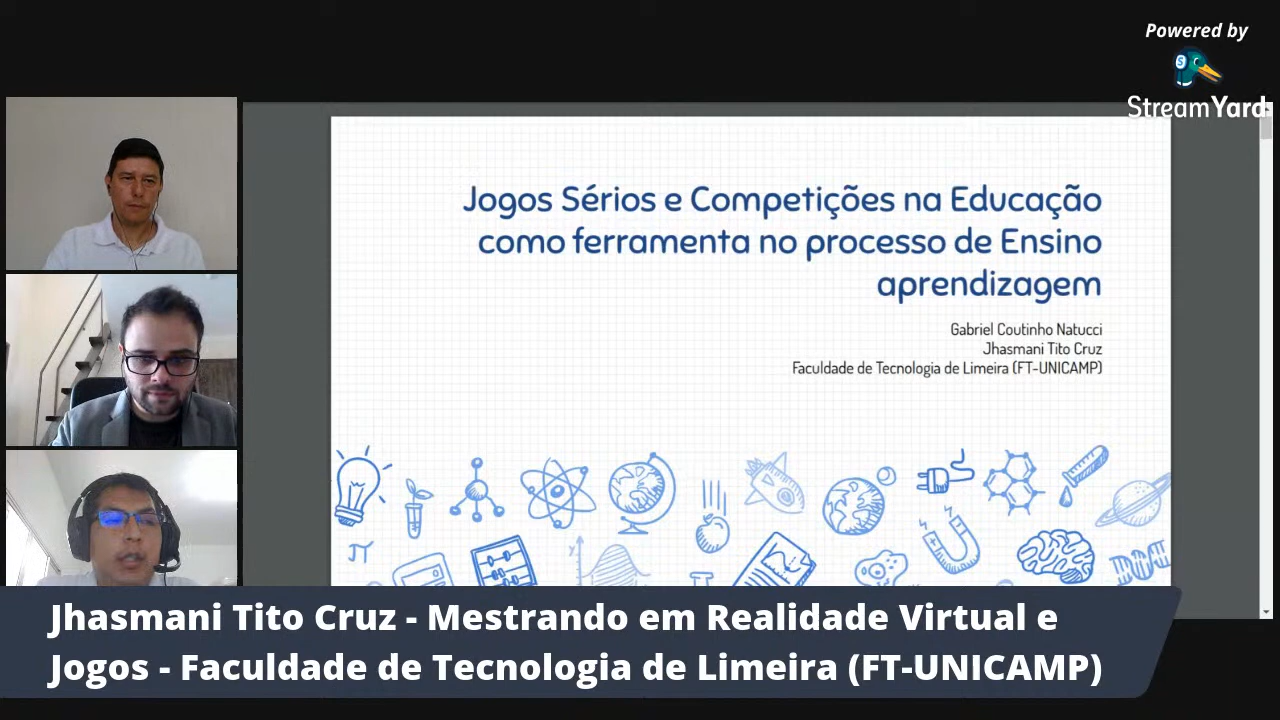 Powered by
StreamYard
Jogos Sérios e Competições na Educação
como ferramenta no processo de Ensino
aprendizagem
Gabriel Coutinho Natucci
Jhasmani Tito Cruz
Faculdade de Tecnologia de Limeira (FT-UNICAMP)
Jhasmani Tito Cruz - Mestrando em Realidade Virtual e
Jogos - Faculdade de Tecnologia de Limeira (FT-UNICAMP)